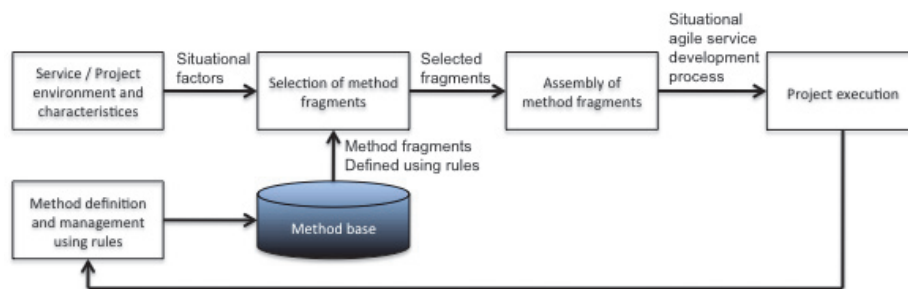 Service / Project
environment and
characteristices
Situational
factors
Selection of method
fragments
Selected
fragments
Assembly of
method fragments
Situational
agile service
development
process
Project execution
Method fragments
Defined using rules
Method definition
and management
using rules
Method base